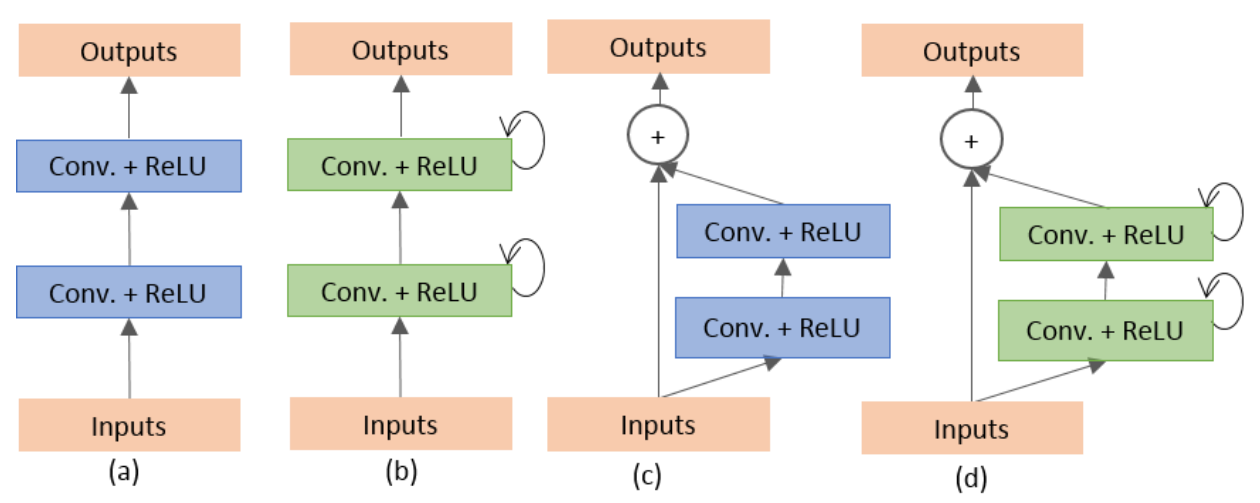 Outputs
Conv. + ReLU
Conv. + ReLU
Inputs
(a)
Outputs
Conv. + ReLU
Conv. + ReLU
Inputs
(b)
Outputs
+
Conv. + ReLU
Conv. + ReLU
Inputs
(c)
Outputs
+
Conv. + ReLU
Conv. + ReLU
Inputs
(d)